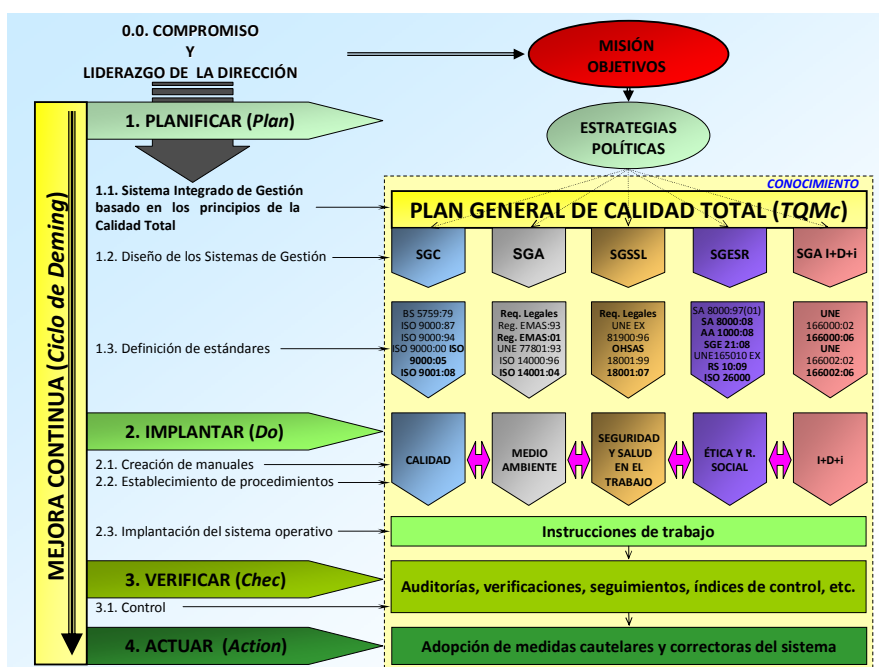 0.0. COMPROMISO
Y
LIDERAZGO DE LA DIRECCIÓN
MISIÓN
OBJETIVOS
MEJORA CONTINUA (Ciclo de Deming)
1. PLANIFICAR (Plan)
ESTRATEGIAS
POLÍTICAS
CONOCIMIENTO
1.1. Sistema Integrado de Gestión
basado en los principios de la
Calidad Total
PLAN GENERAL DE CALIDAD TOTAL (TQMc)
1.2. Diseño de los Sistemas de Gestión
SGC
SGA
SGSSL
SGESR
SGA I+D+i
1.3. Definición de estándares
BS 5759:79
ISO 9000:87
ISO 9000:94
ISO 9000:00 ISO
9000:05
ISO 9001:08
Req. Legales
Reg. EMAS:93
Reg. EMAS:01
UNE 77801:93
ISO 14000:96
ISO 14001:04
Req. Legales
UNE EX
81900:96
OHSAS
18001:99
18001:07
SA 8000:97(01)
SA 8000:08
AA 1000:08
SGE 21:08
UNE165010 EX
RS 10:09
ISO 26000
UNE
166000:02
166000:06
UNE
166002:02
166002:06
2. IMPLANTAR (Do)
2.1. Creación de manuales
2.2. Establecimiento de procedimientos
CALIDAD
MEDIO
AMBIENTE
SEGURIDAD
Y SALUD
EN EL
TRABAJO
ÉTICA Y R.
SOCIAL
I+D+i
2.3. Implantación del sistema operativo
Instrucciones de trabajo
3. VERIFICAR (Chec)
Auditorías, verificaciones, seguimientos, índices de control, etc.
3.1. Control
4. ACTUAR (Action)
Adopción de medidas cautelares y correctoras del sistema